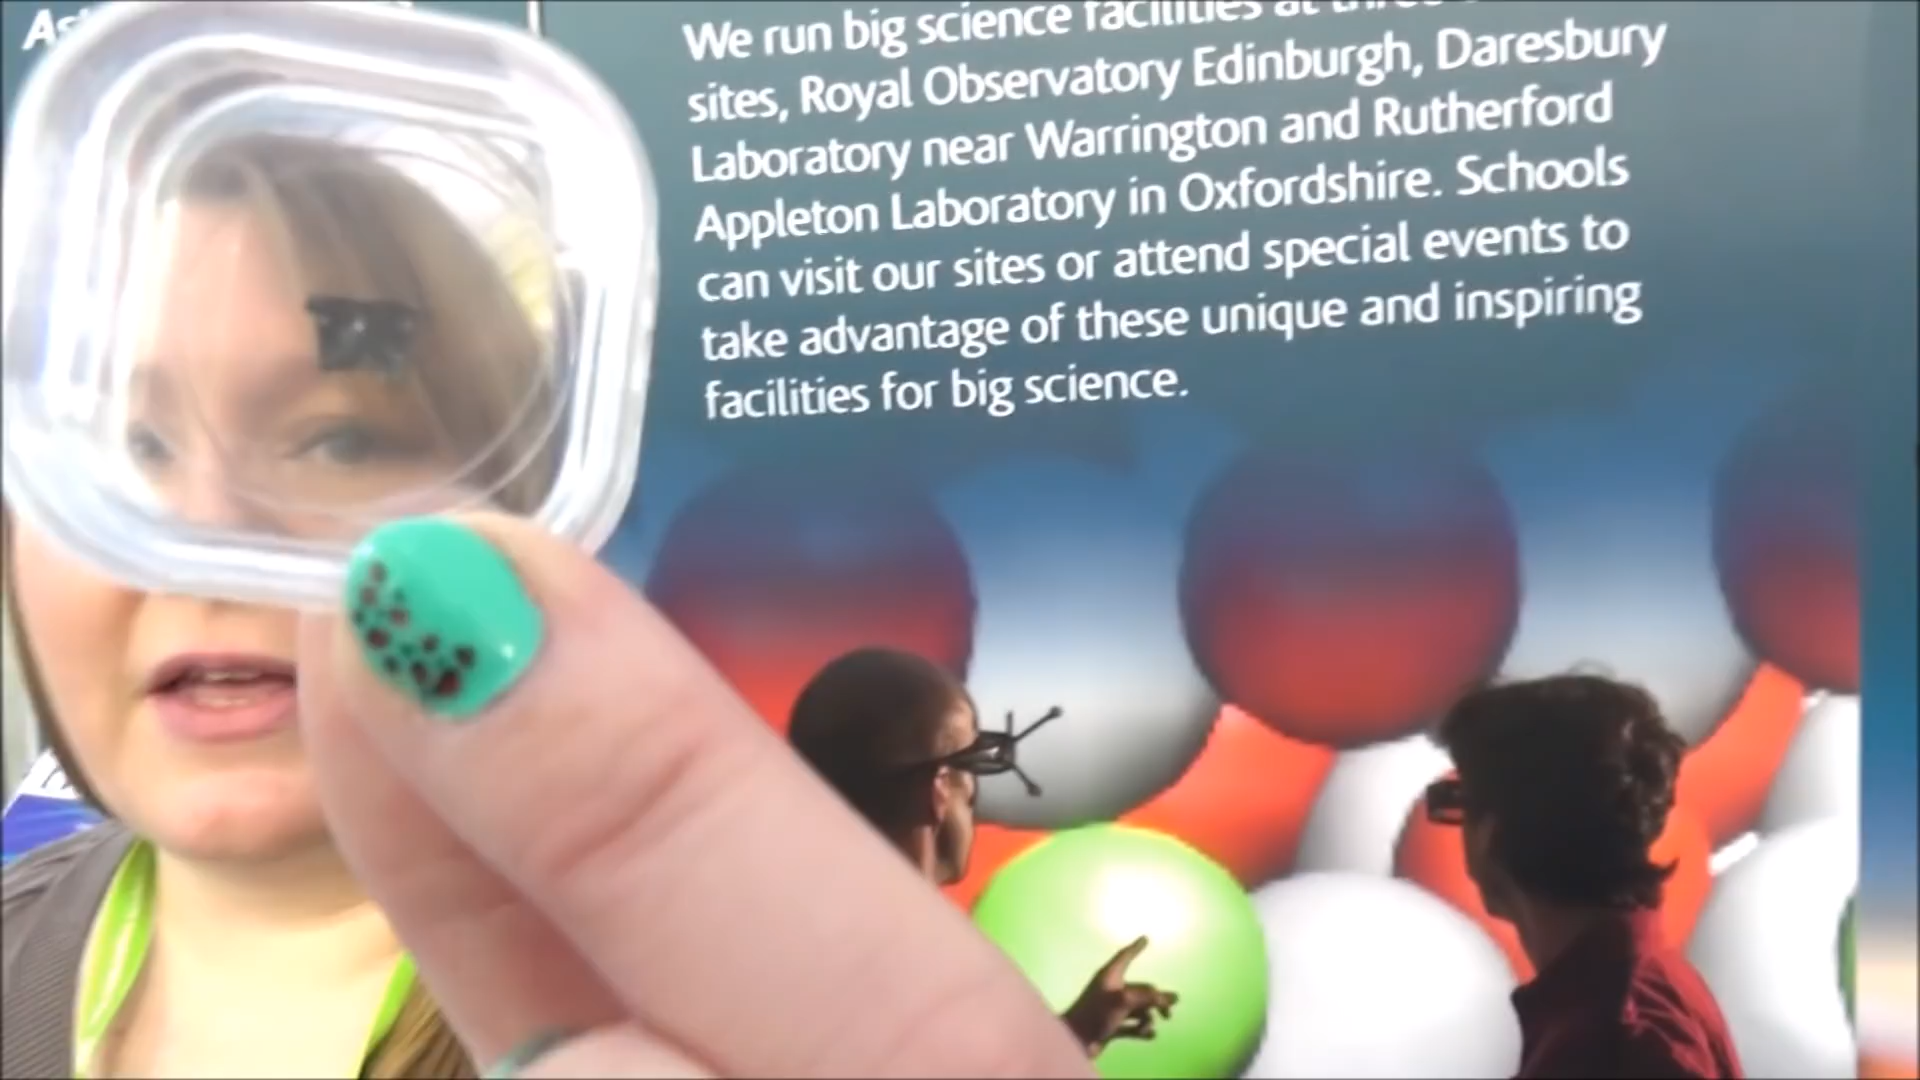 We run big science facilities at
sites, Royal Observatory Edinburgh, Daresbury
Laboratory near Warrington and Rutherford
Appleton Laboratory in Oxfordshire. Schools
can visit our sites or attend special events to
take advantage of these unique and inspiring
facilities for big science.